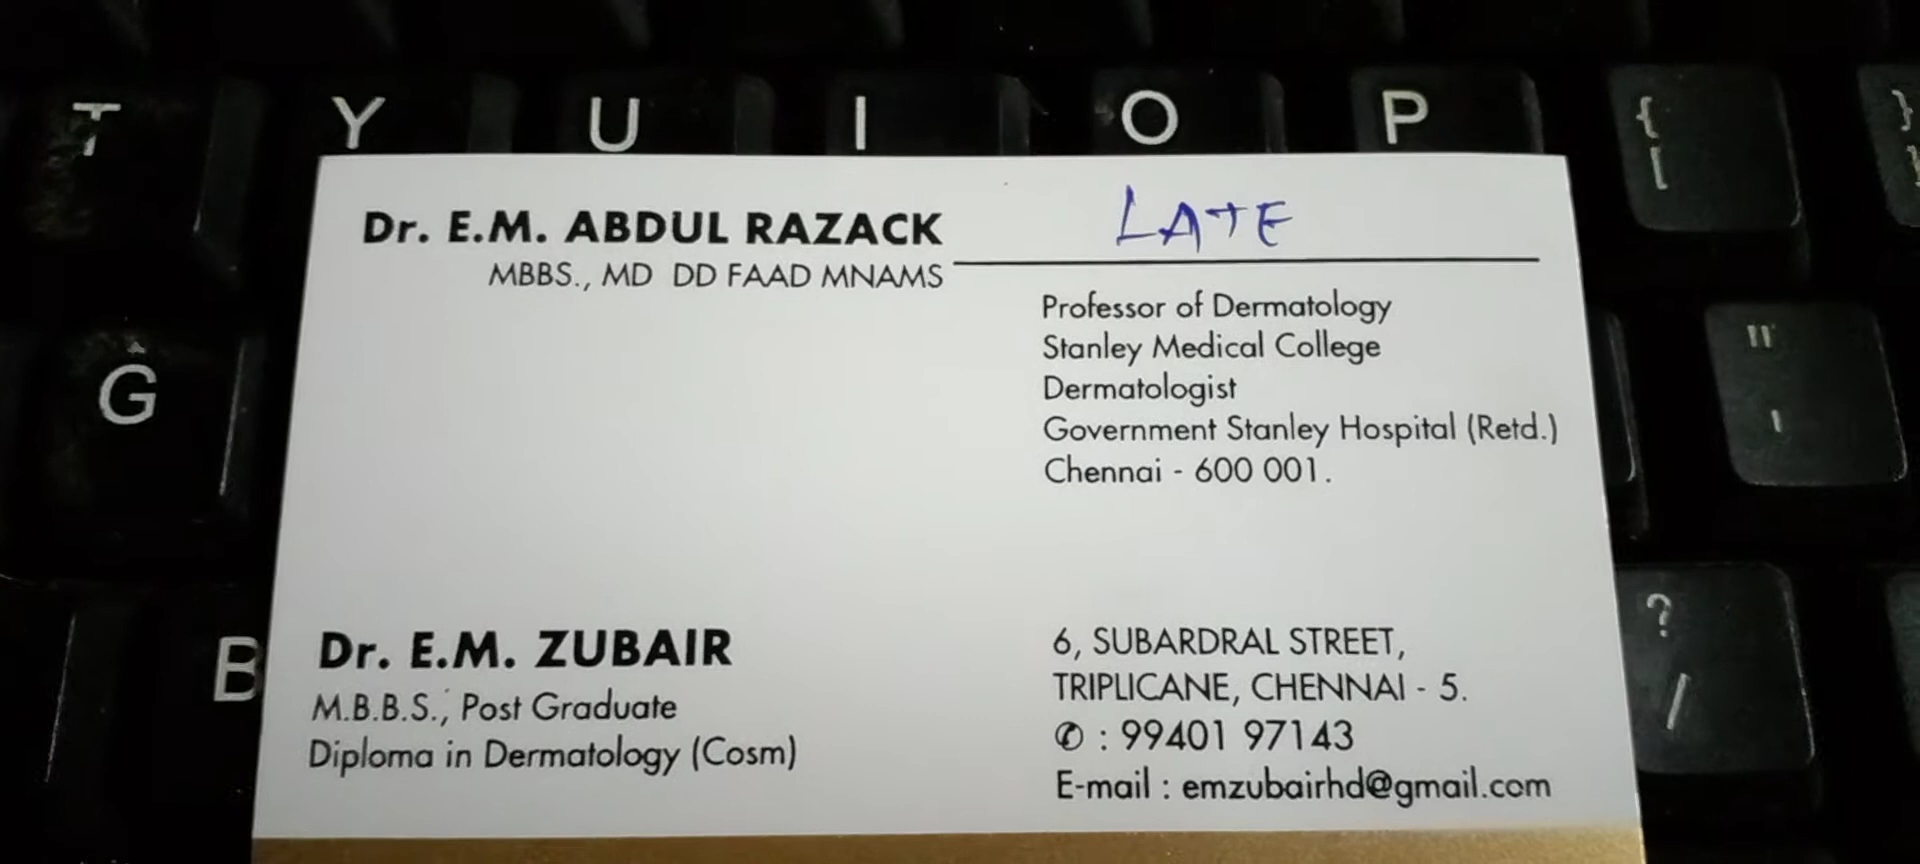 T Y U I O P { [ }
LATE
Dr. E.M. ABDUL RAZACK
MBBS., MD DD FAAD MNAMS
Professor of Dermatology
Stanley Medical College
Dermatologist
Government Stanley Hospital (Retd.)
Chennai - 600 001.
G " '
Dr. E.M. ZUBAIR
M.B.B.S., Post Graduate
Diploma in Dermatology (Cosm)
6, SUBARDRAL STREET,
TRIPLICANE, CHENNAI - 5.
✆ : 99401 97143
E-mail : emzubairhd@gmail.com
B ? /